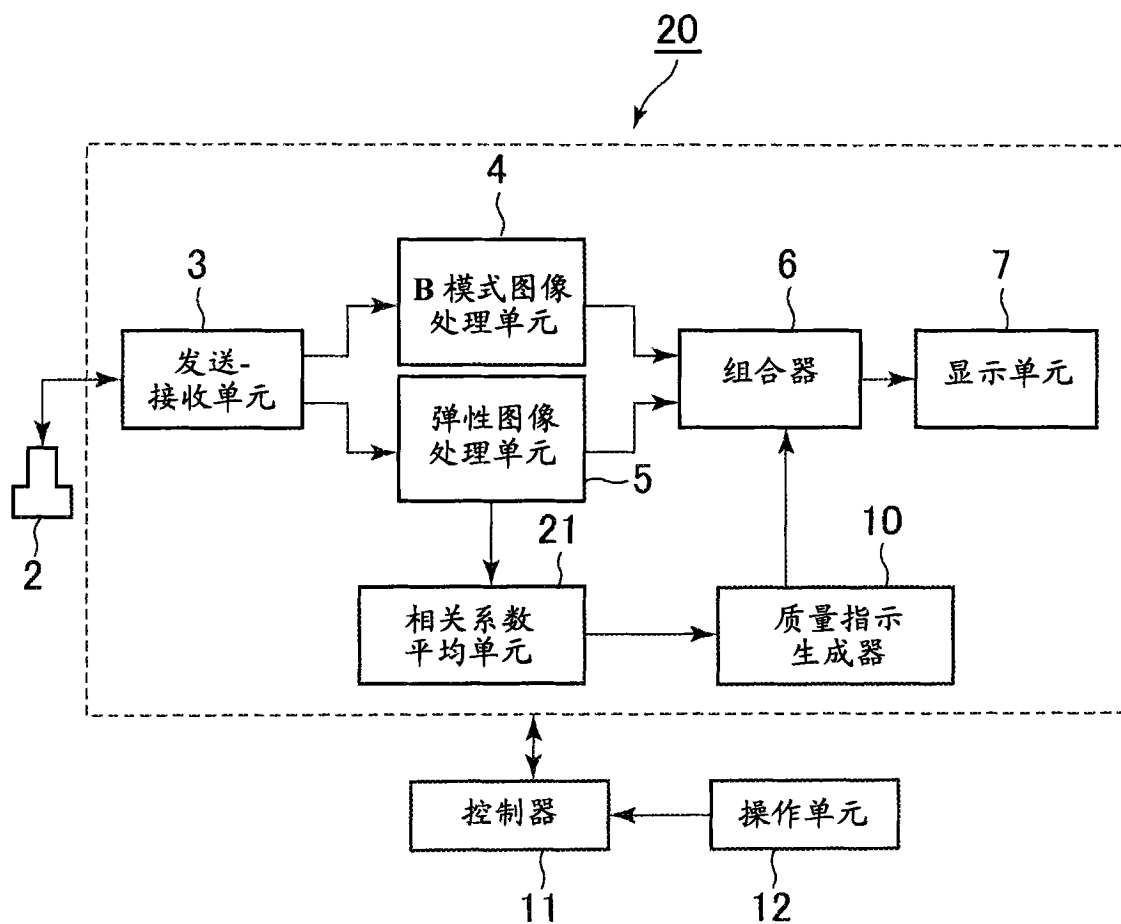 20
4
3
B 模式图像
处理单元
6
7
发送-
接收单元
组合器
显示单元
弹性图像
处理单元
5
2
21
10
相关系数
平均单元
质量指示
生成器
控制器
操作单元
11
12